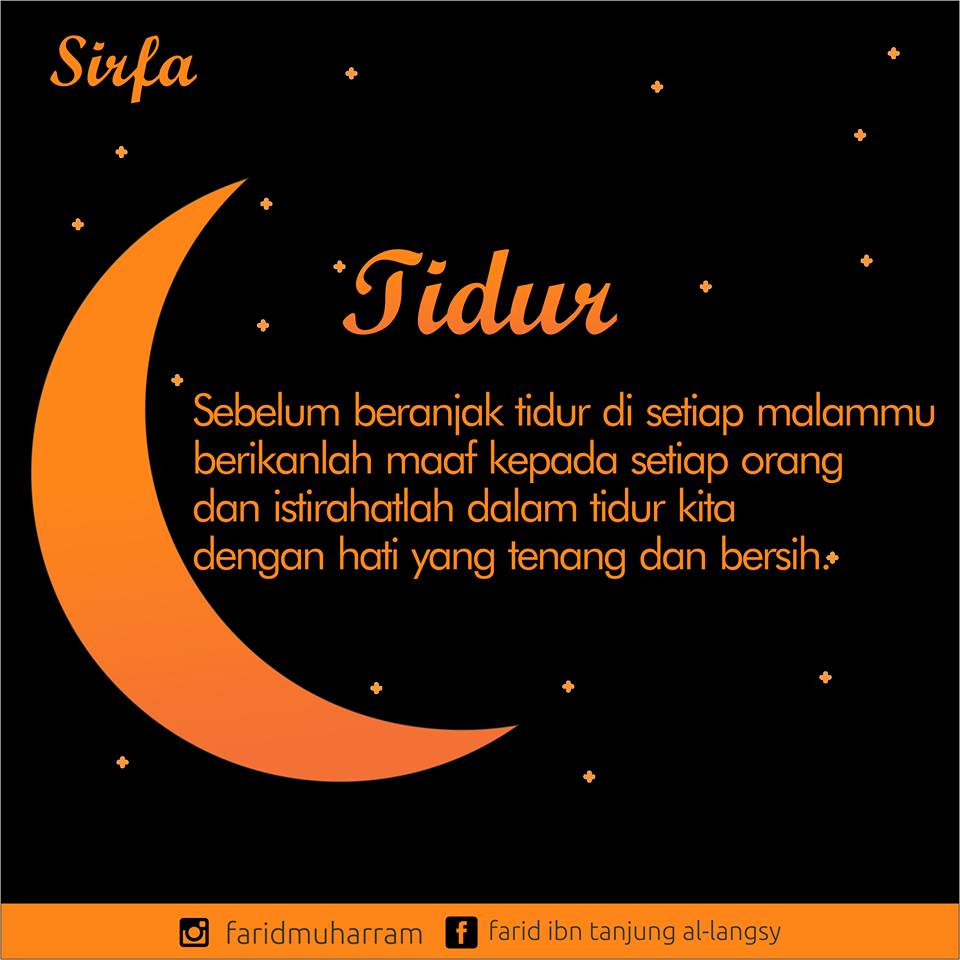 Sirfa
Tidur
Sebelum beranjak tidur di setiap malammu
berikanlah maaf kepada setiap orang
dan istirahatlah dalam tidur kita
dengan hati yang tenang dan bersih.
faridmuharram farid ibn tanjung al-langsy